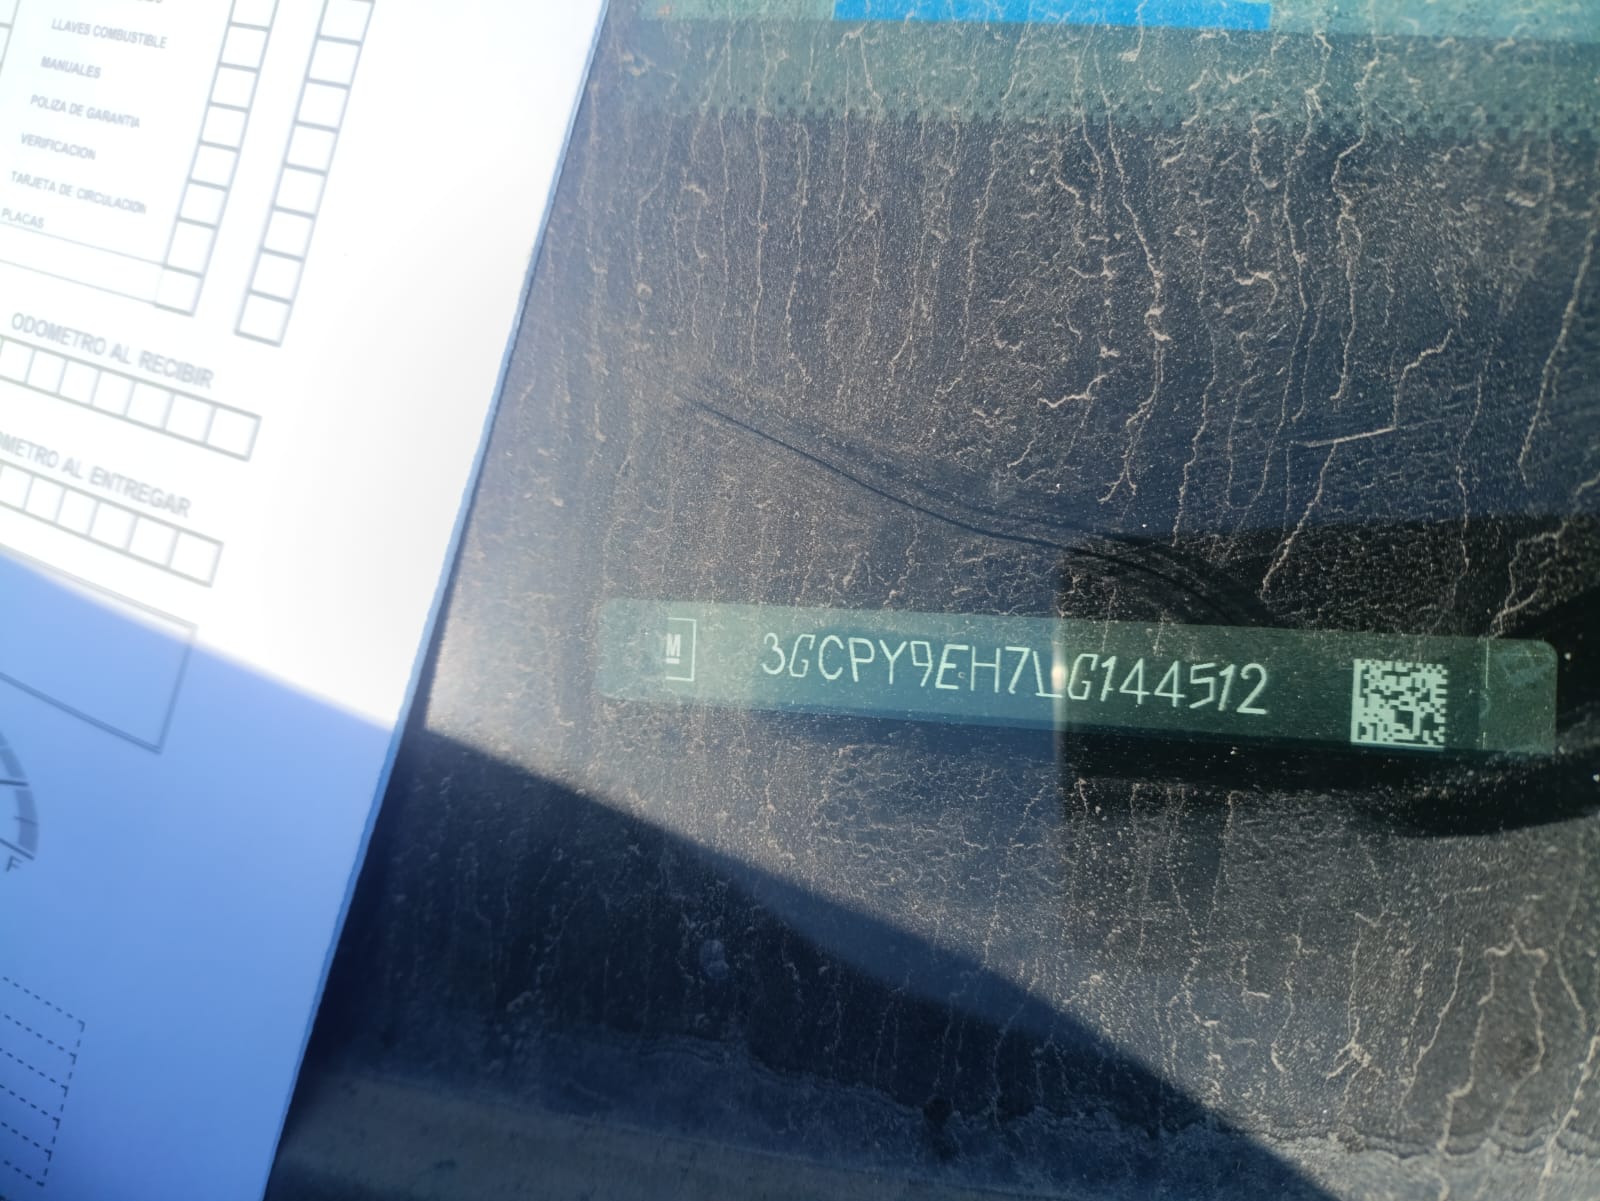 LLAVES COMBUSTIBLE
MANUALES
POLIZA DE GARANTIA
VERIFICACION
TARJETA DE CIRCULACION
PLACAS
ODOMETRO AL RECIBIR
OMETRO AL ENTREGAR
F
M 3GCPY9EH7LG144512